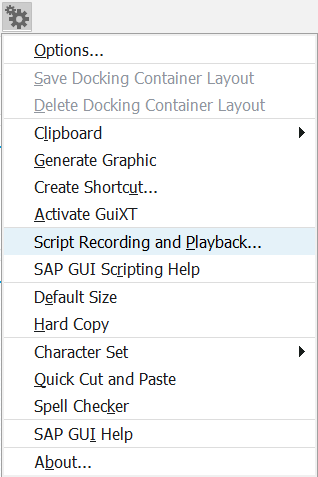 Options...
Save Docking Container Layout
Delete Docking Container Layout
Clipboard
Generate Graphic
Create Shortcut...
Activate GuiXT
Script Recording and Playback...
SAP GUI Scripting Help
Default Size
Hard Copy
Character Set
Quick Cut and Paste
Spell Checker
SAP GUI Help
About...